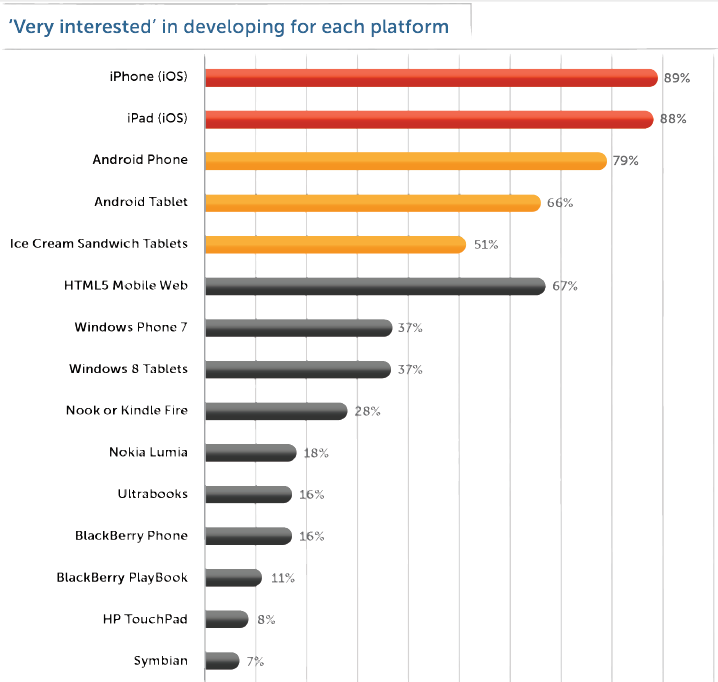 'Very interested' in developing for each platform
iPhone (iOS) 89%
iPad (iOS) 88%
Android Phone 79%
Android Tablet 66%
Ice Cream Sandwich Tablets 51%
HTML5 Mobile Web 67%
Windows Phone 7 37%
Windows 8 Tablets 37%
Nook or Kindle Fire 28%
Nokia Lumia 18%
Ultrabooks 16%
BlackBerry Phone 16%
BlackBerry PlayBook 11%
HP TouchPad 8%
Symbian 7%